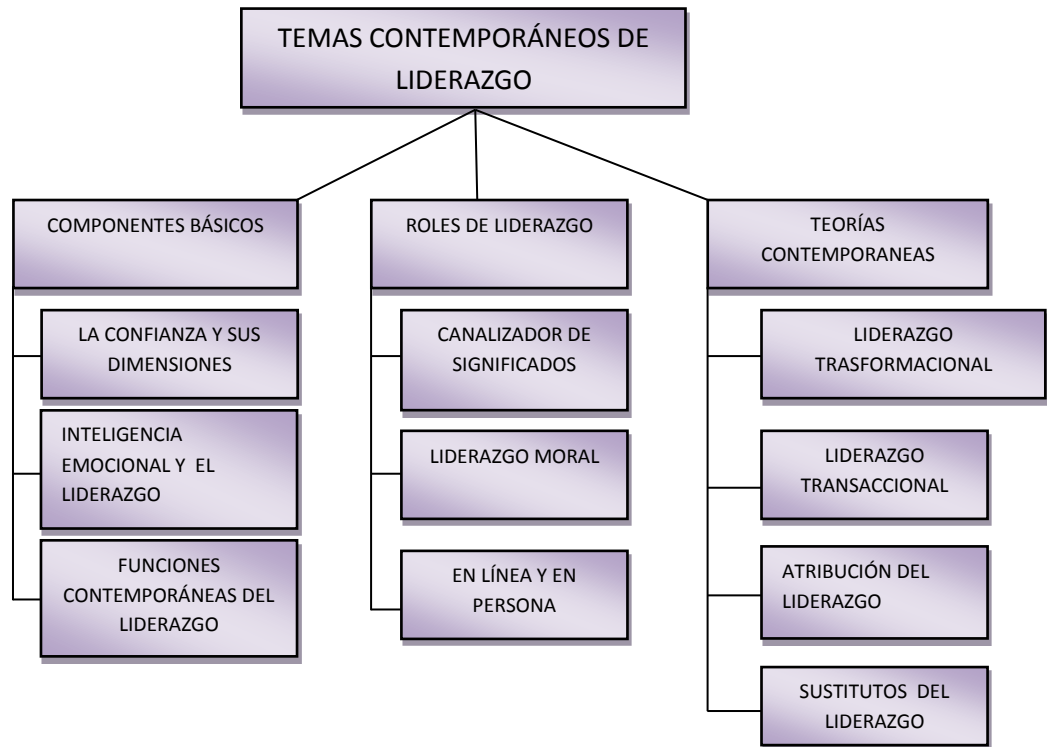 TEMAS CONTEMPORÁNEOS DE
LIDERAZGO
COMPONENTES BÁSICOS
LA CONFIANZA Y SUS
DIMENSIONES
INTELIGENCIA
EMOCIONAL Y EL
LIDERAZGO
FUNCIONES
CONTEMPORÁNEAS DEL
LIDERAZGO
ROLES DE LIDERAZGO
CANALIZADOR DE
SIGNIFICADOS
LIDERAZGO MORAL
EN LÍNEA Y EN
PERSONA
TEORÍAS
CONTEMPORANEAS
LIDERAZGO
TRASFORMACIONAL
LIDERAZGO
TRANSACCIONAL
ATRIBUCIÓN DEL
LIDERAZGO
SUSTITUTOS DEL
LIDERAZGO